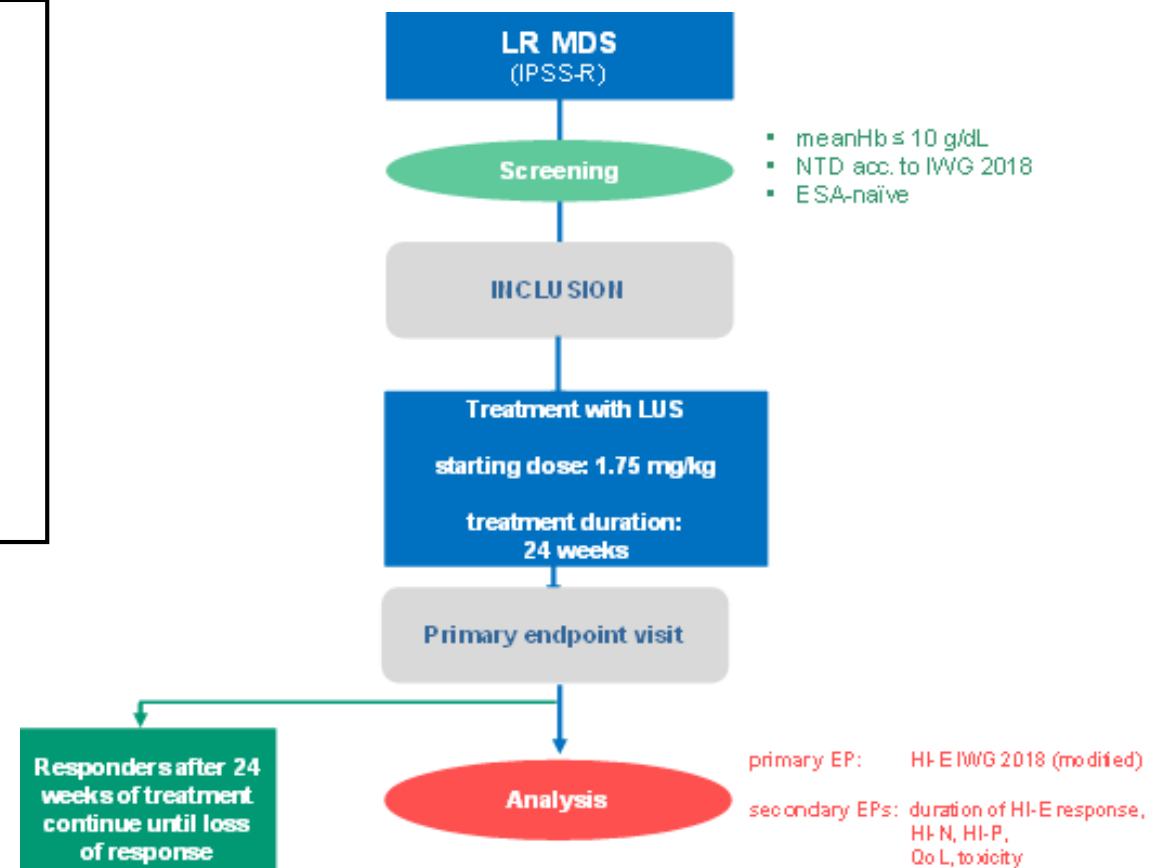 LR MDS
(IPSS-R)
▪ meanHb ≤ 10 g/dL
▪ NTD acc. to IWG 2018
▪ ESA-naïve
Screening
INCLUSION
Treatment with LUS
starting dose: 1.75 mg/kg
treatment duration:
24 weeks
Primary endpoint visit
Responders after 24
weeks of treatment
continue until loss
of response
Analysis
primary EP: HI-E IWG 2018 (modified)
secondary EPs: duration of HI-E response,
HI-N, HI-P,
QoL, toxicity